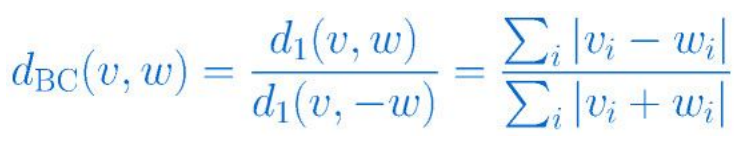 d_BC(v, w) = d_1(v, w) / d_1(v, −w) = ∑_i |v_i − w_i| / ∑_i |v_i + w_i|